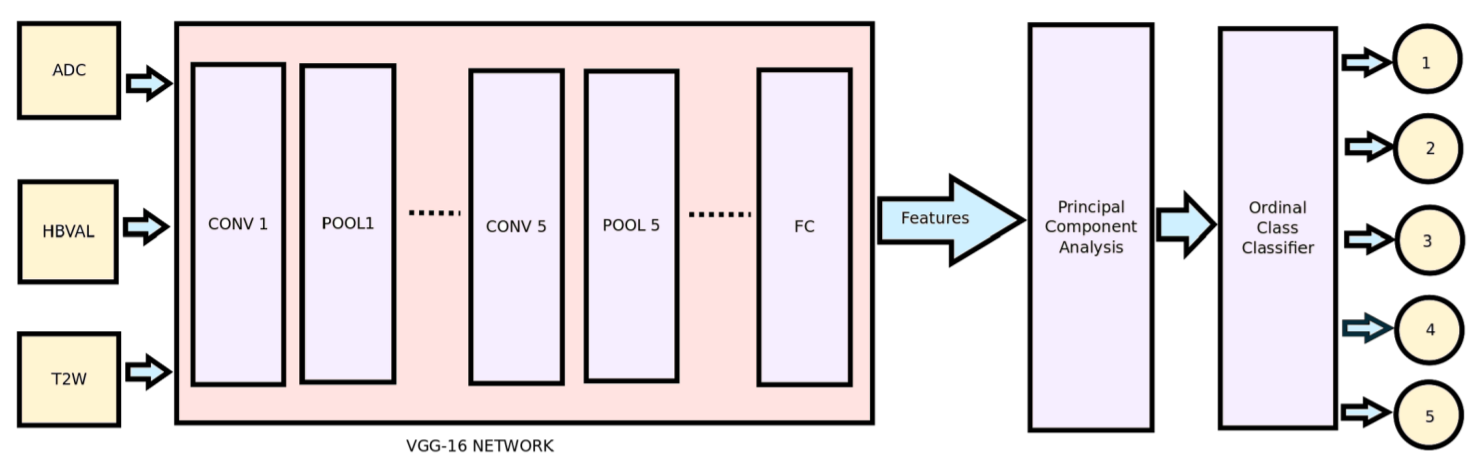 ADC
HBVAL
T2W
CONV 1
POOL1
CONV 5
POOL 5
FC
VGG-16 NETWORK
Features
Principal
Component
Analysis
Ordinal
Class
Classifier
1
2
3
4
5